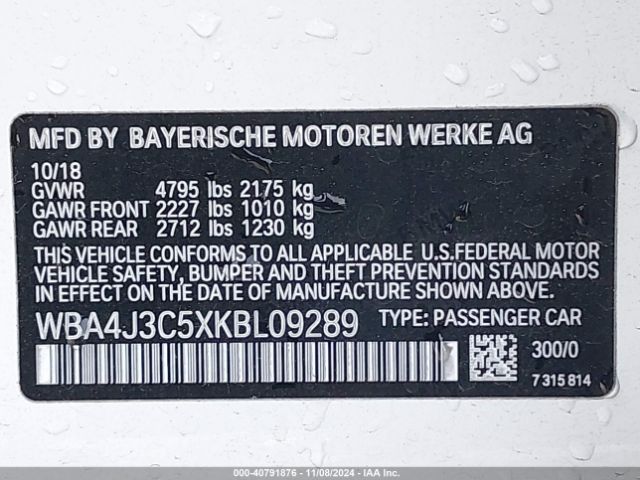 MFD BY BAYERISCHE MOTOREN WERKE AG
10/18
GVWR 4795 lbs 2175 kg
GAWR FRONT 2227 lbs 1010 kg
GAWR REAR 2712 lbs 1230 kg
THIS VEHICLE CONFORMS TO ALL APPLICABLE U.S.FEDERAL MOTOR
VEHICLE SAFETY, BUMPER AND THEFT PREVENTION STANDARDS
IN EFFECT ON THE DATE OF MANUFACTURE SHOWN ABOVE.
WBA4J3C5XKBL09289 TYPE: PASSENGER CAR
300/0
7 315 814
000-40791876 - 11/08/2024 - IAA Inc.